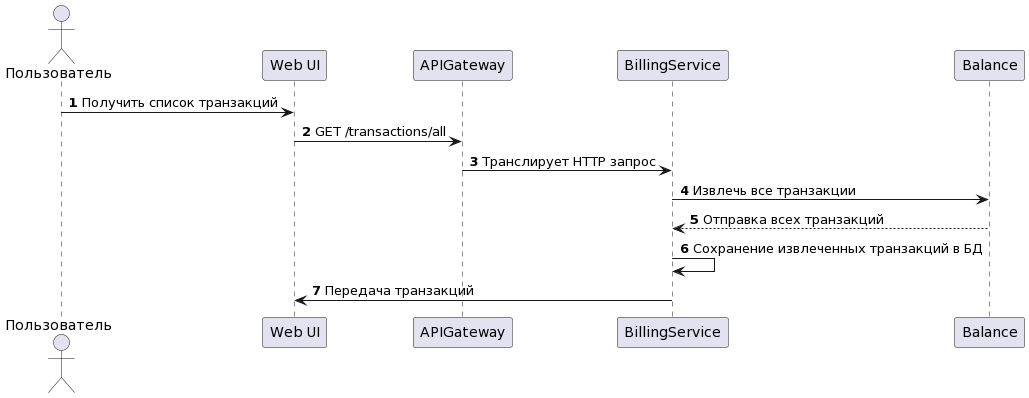 Пользователь
Web UI
APIGateway
BillingService
Balance
1 Получить список транзакций
2 GET /transactions/all
3 Транслирует HTTP запрос
4 Извлечь все транзакции
5 Отправка всех транзакций
6 Сохранение извлеченных транзакций в БД
7 Передача транзакций
Пользователь
Web UI
APIGateway
BillingService
Balance